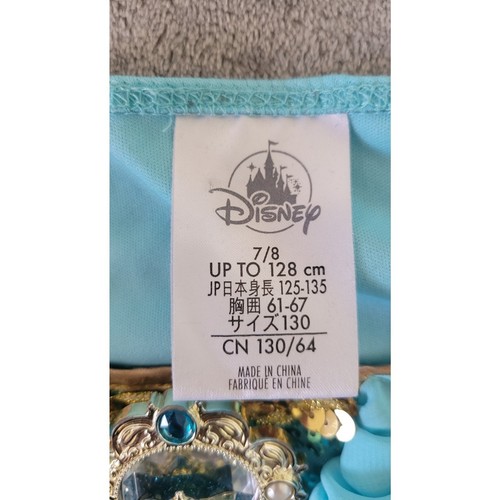 Disney
7/8
UP TO 128 cm
JP日本身長 125-135
胸囲 61-67
サイズ130
CN 130/64
MADE IN CHINA
FABRIQUÉ EN CHINE